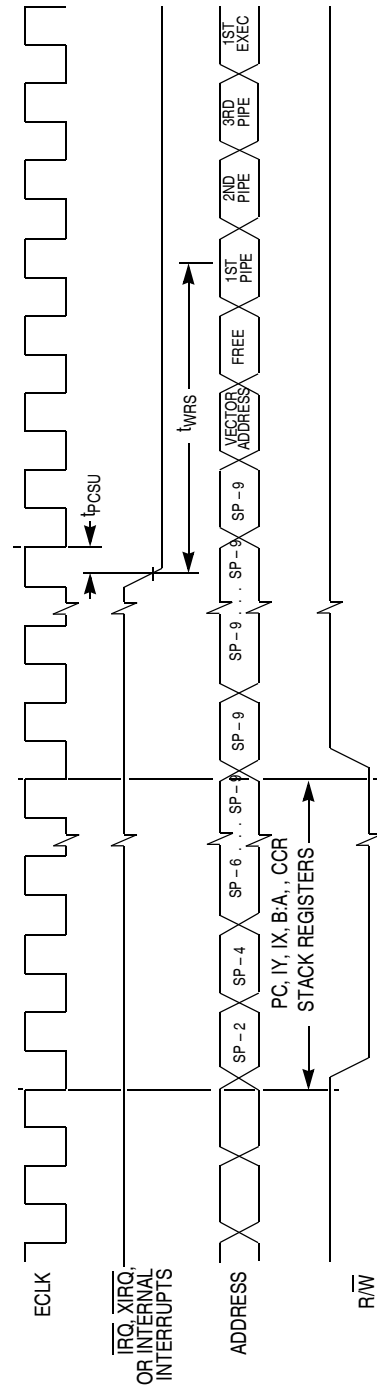 ECLK
IRQ, XIRQ,
OR INTERNAL
INTERRUPTS
ADDRESS
R/W
SP – 2
SP – 4
SP – 6 . . . SP – 9
SP – 9
SP – 9 . . . SP – 9
SP – 9
VECTOR
ADDRESS
FREE
1ST
PIPE
2ND
PIPE
3RD
PIPE
1ST
EXEC
PC, IY, IX, B:A, , CCR
STACK REGISTERS
tPCSU
tWRS